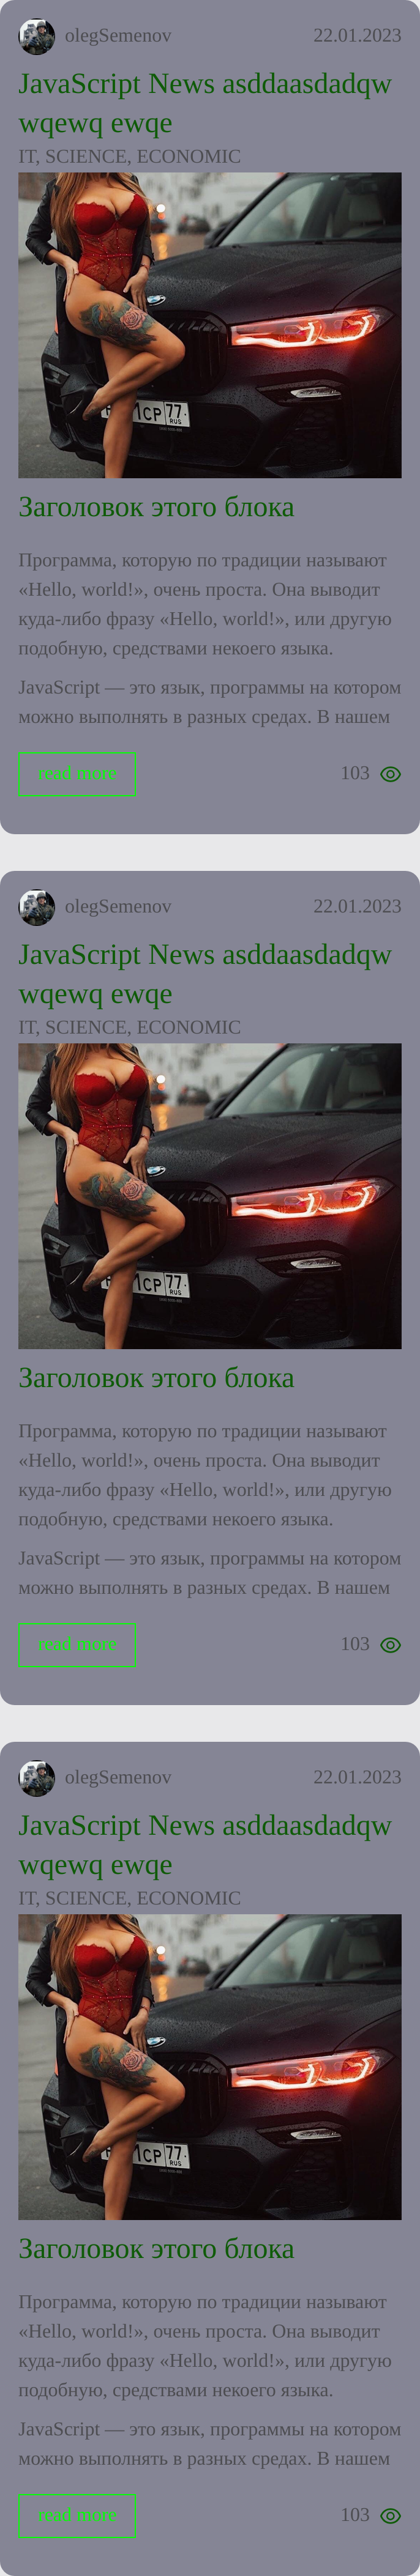 olegSemenov 22.01.2023
JavaScript News asddaasdadqw
wqewq ewqe
IT, SCIENCE, ECONOMIC
МСР 77
Заголовок этого блока
Программа, которую по традиции называют
«Hello, world!», очень проста. Она выводит
куда-либо фразу «Hello, world!», или другую
подобную, средствами некоего языка.
JavaScript — это язык, программы на котором
можно выполнять в разных средах. В нашем
read more 103
olegSemenov 22.01.2023
JavaScript News asddaasdadqw
wqewq ewqe
IT, SCIENCE, ECONOMIC
МСР 77
Заголовок этого блока
Программа, которую по традиции называют
«Hello, world!», очень проста. Она выводит
куда-либо фразу «Hello, world!», или другую
подобную, средствами некоего языка.
JavaScript — это язык, программы на котором
можно выполнять в разных средах. В нашем
read more 103
olegSemenov 22.01.2023
JavaScript News asddaasdadqw
wqewq ewqe
IT, SCIENCE, ECONOMIC
МСР 77
Заголовок этого блока
Программа, которую по традиции называют
«Hello, world!», очень проста. Она выводит
куда-либо фразу «Hello, world!», или другую
подобную, средствами некоего языка.
JavaScript — это язык, программы на котором
можно выполнять в разных средах. В нашем
read more 103